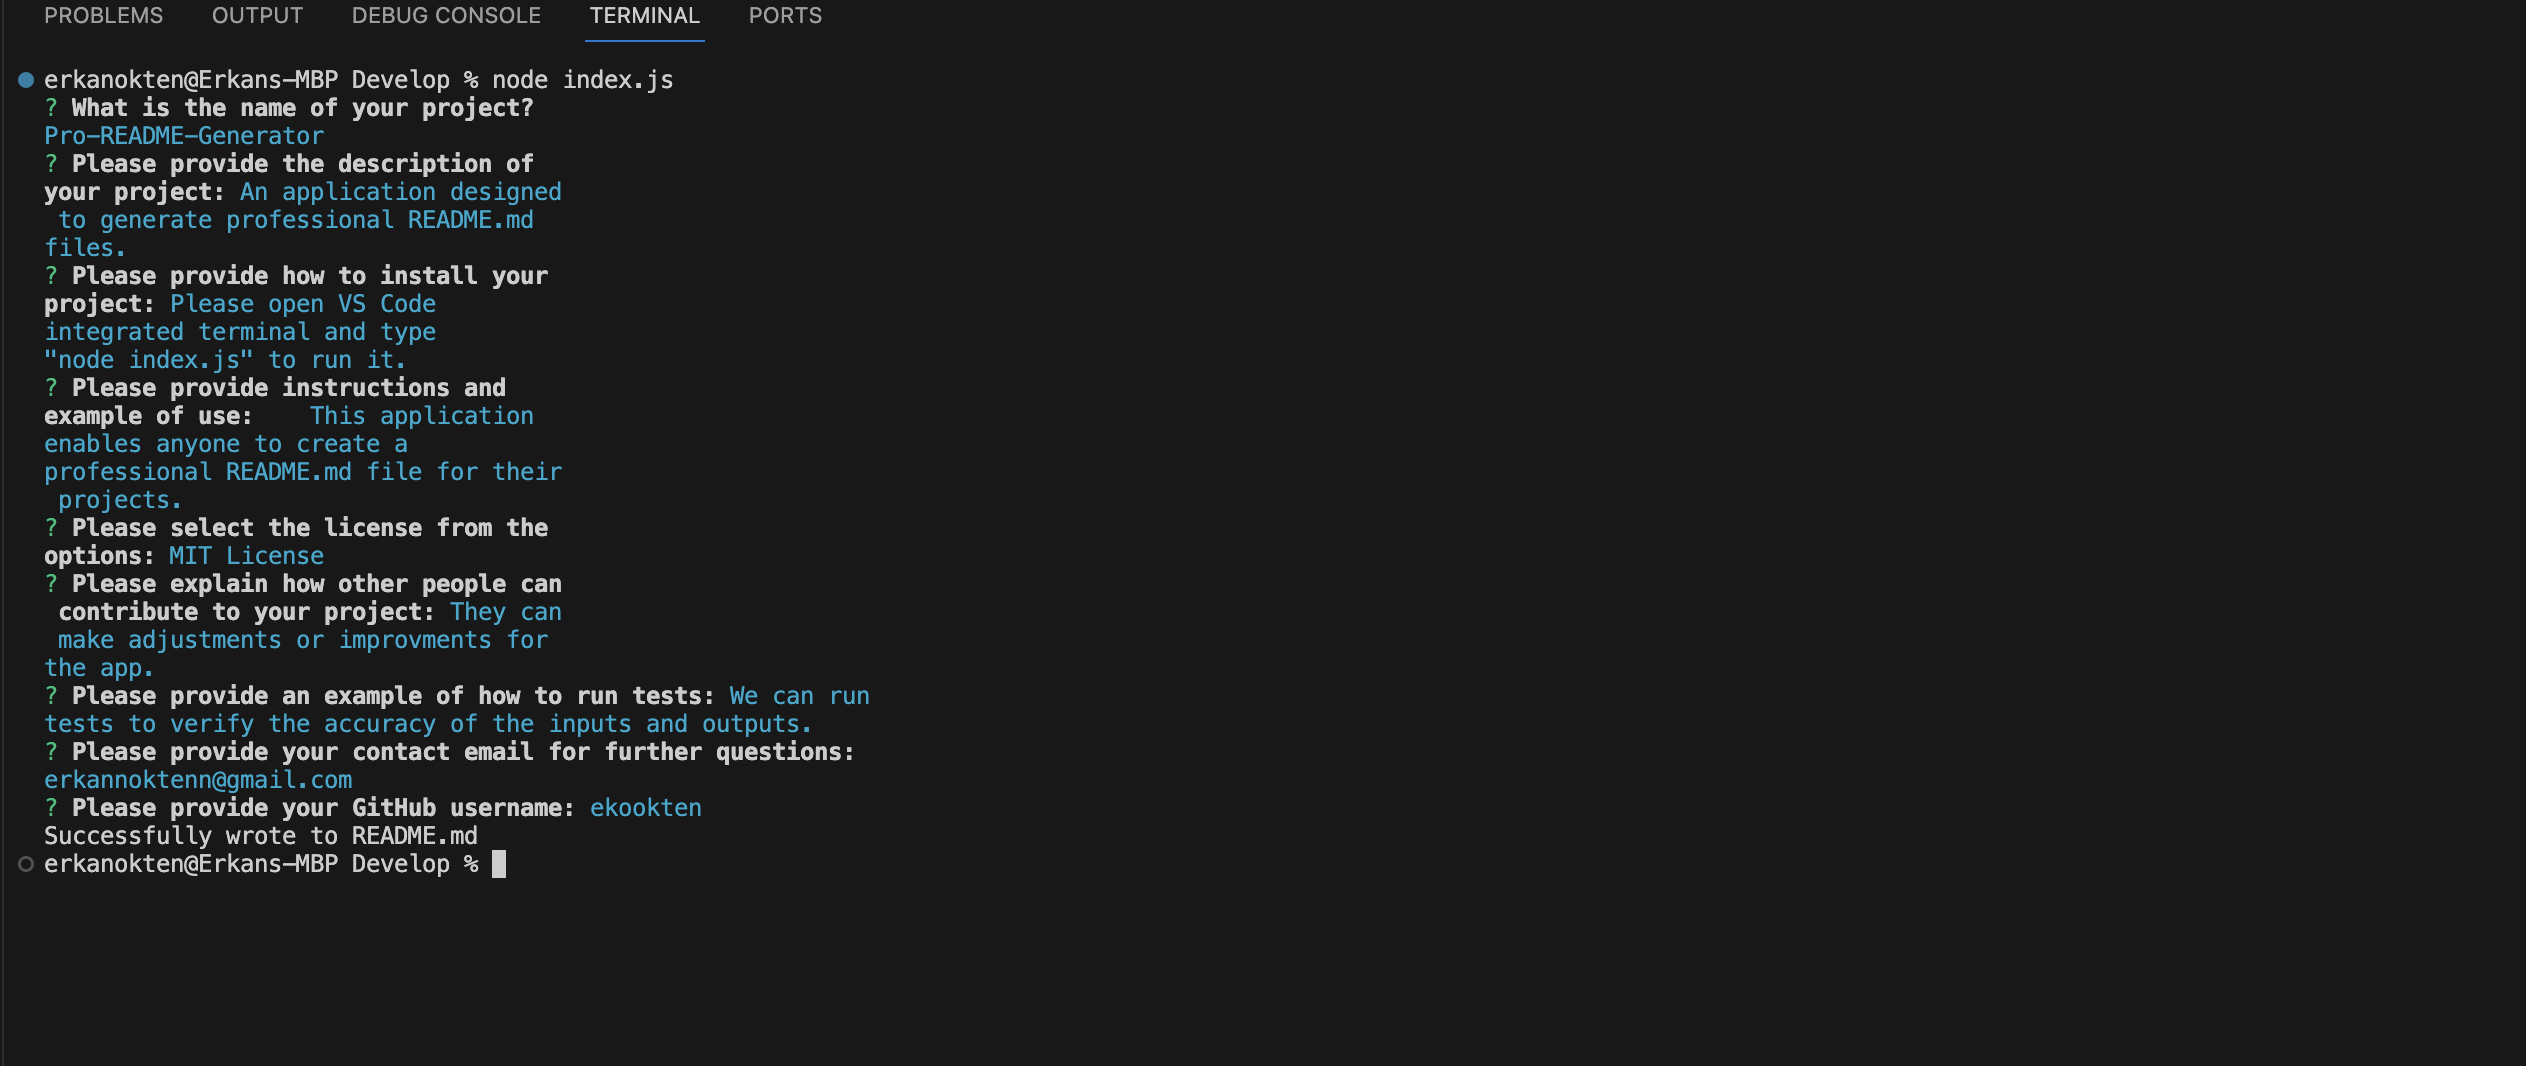 PROBLEMS OUTPUT DEBUG CONSOLE TERMINAL PORTS
erkanokten@Erkans-MBP Develop % node index.js
? What is the name of your project?
Pro-README-Generator
? Please provide the description of
your project: An application designed
to generate professional README.md
files.
? Please provide how to install your
project: Please open VS Code
integrated terminal and type
"node index.js" to run it.
? Please provide instructions and
example of use:    This application
enables anyone to create a
professional README.md file for their
projects.
? Please select the license from the
options: MIT License
? Please explain how other people can
contribute to your project: They can
make adjustments or improvments for
the app.
? Please provide an example of how to run tests: We can run
tests to verify the accuracy of the inputs and outputs.
? Please provide your contact email for further questions:
erkannoktenn@gmail.com
? Please provide your GitHub username: ekookten
Successfully wrote to README.md
erkanokten@Erkans-MBP Develop %